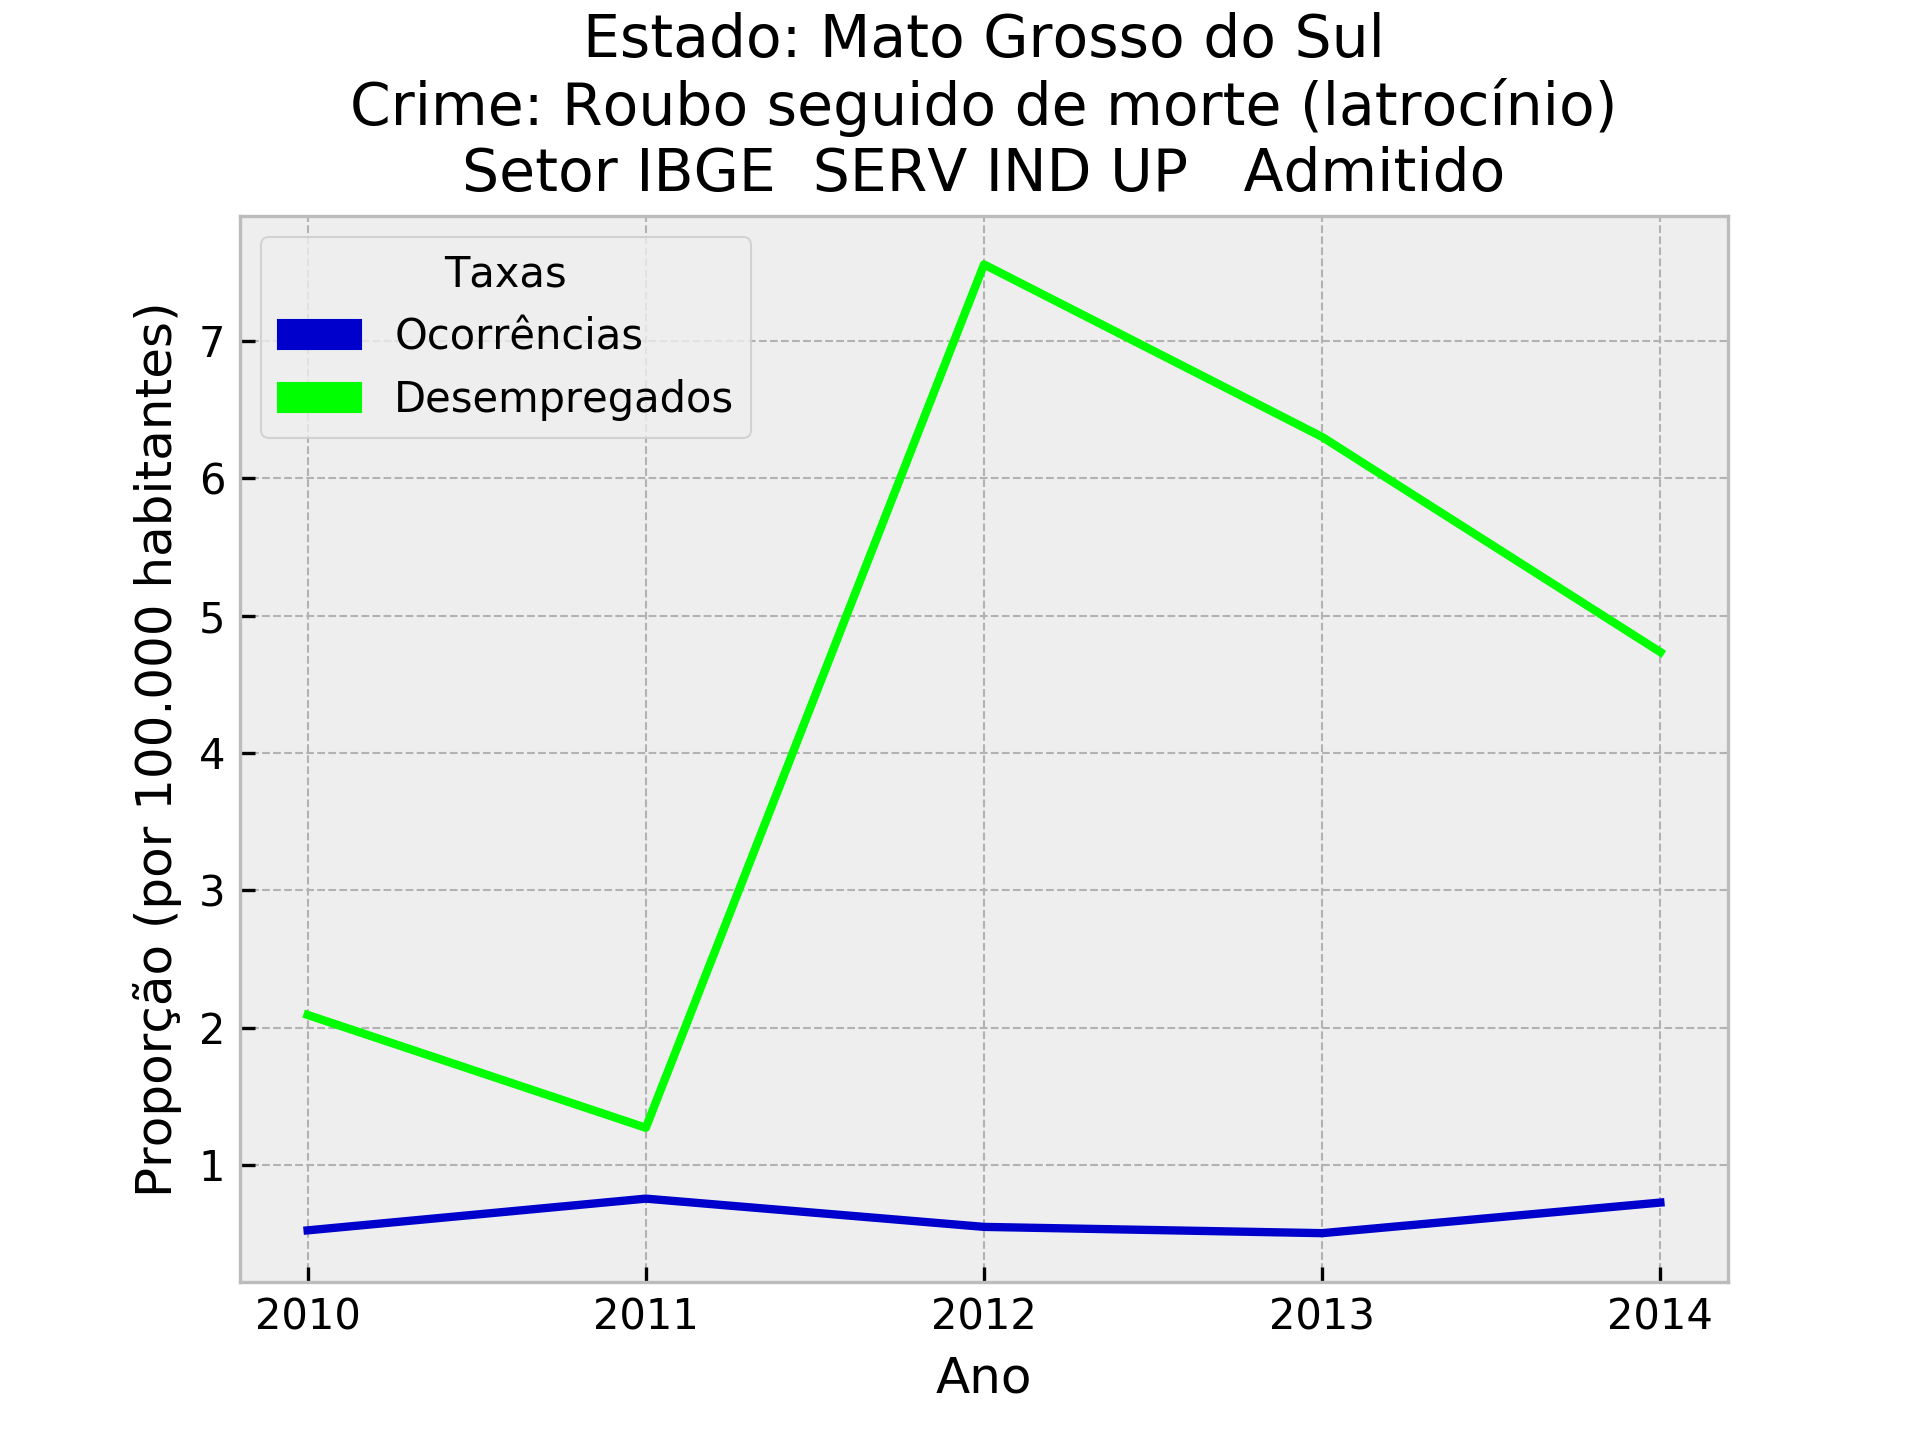 Estado: Mato Grosso do Sul
Crime: Roubo seguido de morte (latrocínio)
Setor IBGE  SERV IND UP   Admitido
Taxas
Ocorrências
Desempregados
Proporção (por 100.000 habitantes)
7
6
5
4
3
2
1
2010 2011 2012 2013 2014
Ano